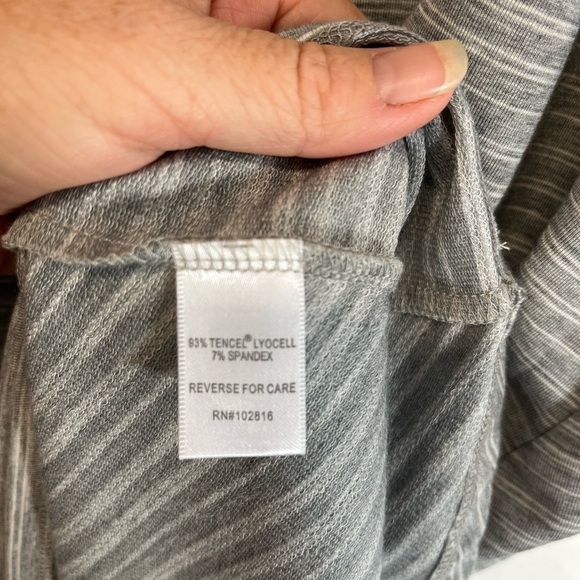 93% TENCEL® LYOCELL
7% SPANDEX
REVERSE FOR CARE
RN#102816